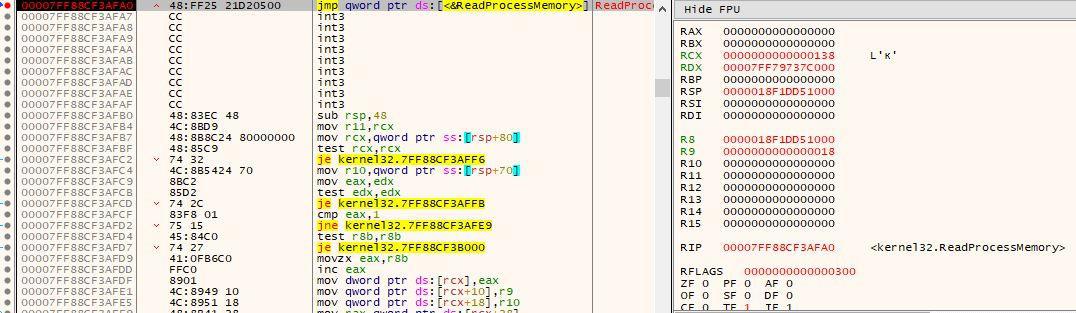 00007FF88CF3AFA0 48:FF25 21D20500 jmp qword ptr ds:[<&ReadProcessMemory>] ReadProc
00007FF88CF3AFA7 CC int3
00007FF88CF3AFA8 CC int3
00007FF88CF3AFA9 CC int3
00007FF88CF3AFAA CC int3
00007FF88CF3AFAB CC int3
00007FF88CF3AFAC CC int3
00007FF88CF3AFAD CC int3
00007FF88CF3AFAE CC int3
00007FF88CF3AFAF CC int3
00007FF88CF3AFB0 48:83EC 48 sub rsp,48
00007FF88CF3AFB4 4C:8BD9 mov r11,rcx
00007FF88CF3AFB7 48:8B8C24 80000000 mov rcx,qword ptr ss:[rsp+80]
00007FF88CF3AFBF 48:85C9 test rcx,rcx
00007FF88CF3AFC2 74 32 je kernel32.7FF88CF3AFF6
00007FF88CF3AFC4 4C:8B5424 70 mov r10,qword ptr ss:[rsp+70]
00007FF88CF3AFC9 8BC2 mov eax,edx
00007FF88CF3AFCB 85D2 test edx,edx
00007FF88CF3AFCD 74 2C je kernel32.7FF88CF3AFFB
00007FF88CF3AFCF 83F8 01 cmp eax,1
00007FF88CF3AFD2 75 15 jne kernel32.7FF88CF3AFE9
00007FF88CF3AFD4 45:84C0 test r8b,r8b
00007FF88CF3AFD7 74 27 je kernel32.7FF88CF3B000
00007FF88CF3AFD9 41:0FB6C0 movzx eax,r8b
00007FF88CF3AFDD FFC0 inc eax
00007FF88CF3AFDF 8901 mov dword ptr ds:[rcx],eax
00007FF88CF3AFE1 4C:8949 10 mov qword ptr ds:[rcx+10],r9
00007FF88CF3AFE5 4C:8951 18 mov qword ptr ds:[rcx+18],r10
Hide FPU
RAX 0000000000000000
RBX 0000000000000000
RCX 0000000000000138 L'ĸ'
RDX 00007FF79737C000
RBP 0000000000000000
RSP 0000018F1DD51000
RSI 0000000000000000
RDI 0000000000000000
R8 0000018F1DD51000
R9 0000000000000018
R10 0000000000000000
R11 0000000000000000
R12 0000000000000000
R13 0000000000000000
R14 0000000000000000
R15 0000000000000000
RIP 00007FF88CF3AFA0 <kernel32.ReadProcessMemory>
RFLAGS 0000000000000300
ZF 0 PF 0 AF 0
OF 0 SF 0 DF 0
CF 0 TF 1 IF 1